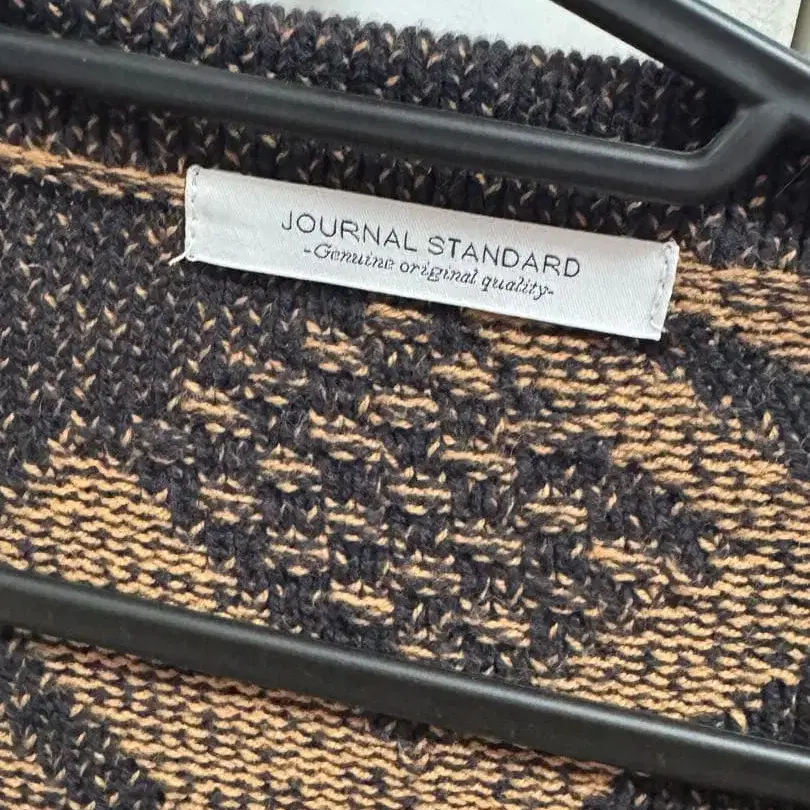 JOURNAL STANDARD
-Genuine original quality-